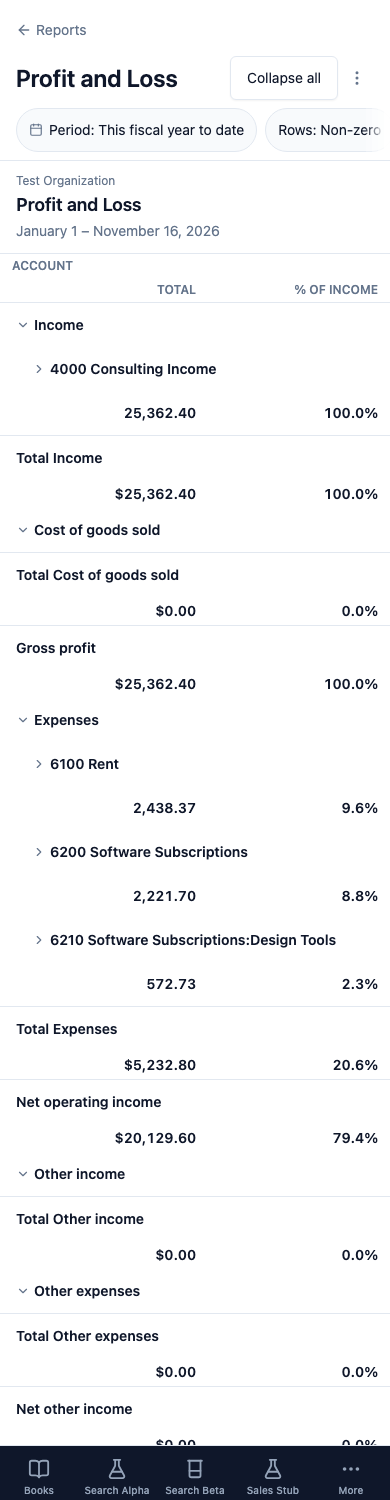 Reports
Profit and Loss
Collapse all
Period: This fiscal year to date
Rows: Non-zero
Test Organization
Profit and Loss
January 1 – November 16, 2026
ACCOUNT
TOTAL % OF INCOME
Income
4000 Consulting Income
25,362.40 100.0%
Total Income
$25,362.40 100.0%
Cost of goods sold
Total Cost of goods sold
$0.00 0.0%
Gross profit
$25,362.40 100.0%
Expenses
6100 Rent
2,438.37 9.6%
6200 Software Subscriptions
2,221.70 8.8%
6210 Software Subscriptions:Design Tools
572.73 2.3%
Total Expenses
$5,232.80 20.6%
Net operating income
$20,129.60 79.4%
Other income
Total Other income
$0.00 0.0%
Other expenses
Total Other expenses
$0.00 0.0%
Net other income
$0.00 0.0%
Books Search Alpha Search Beta Sales Stub More